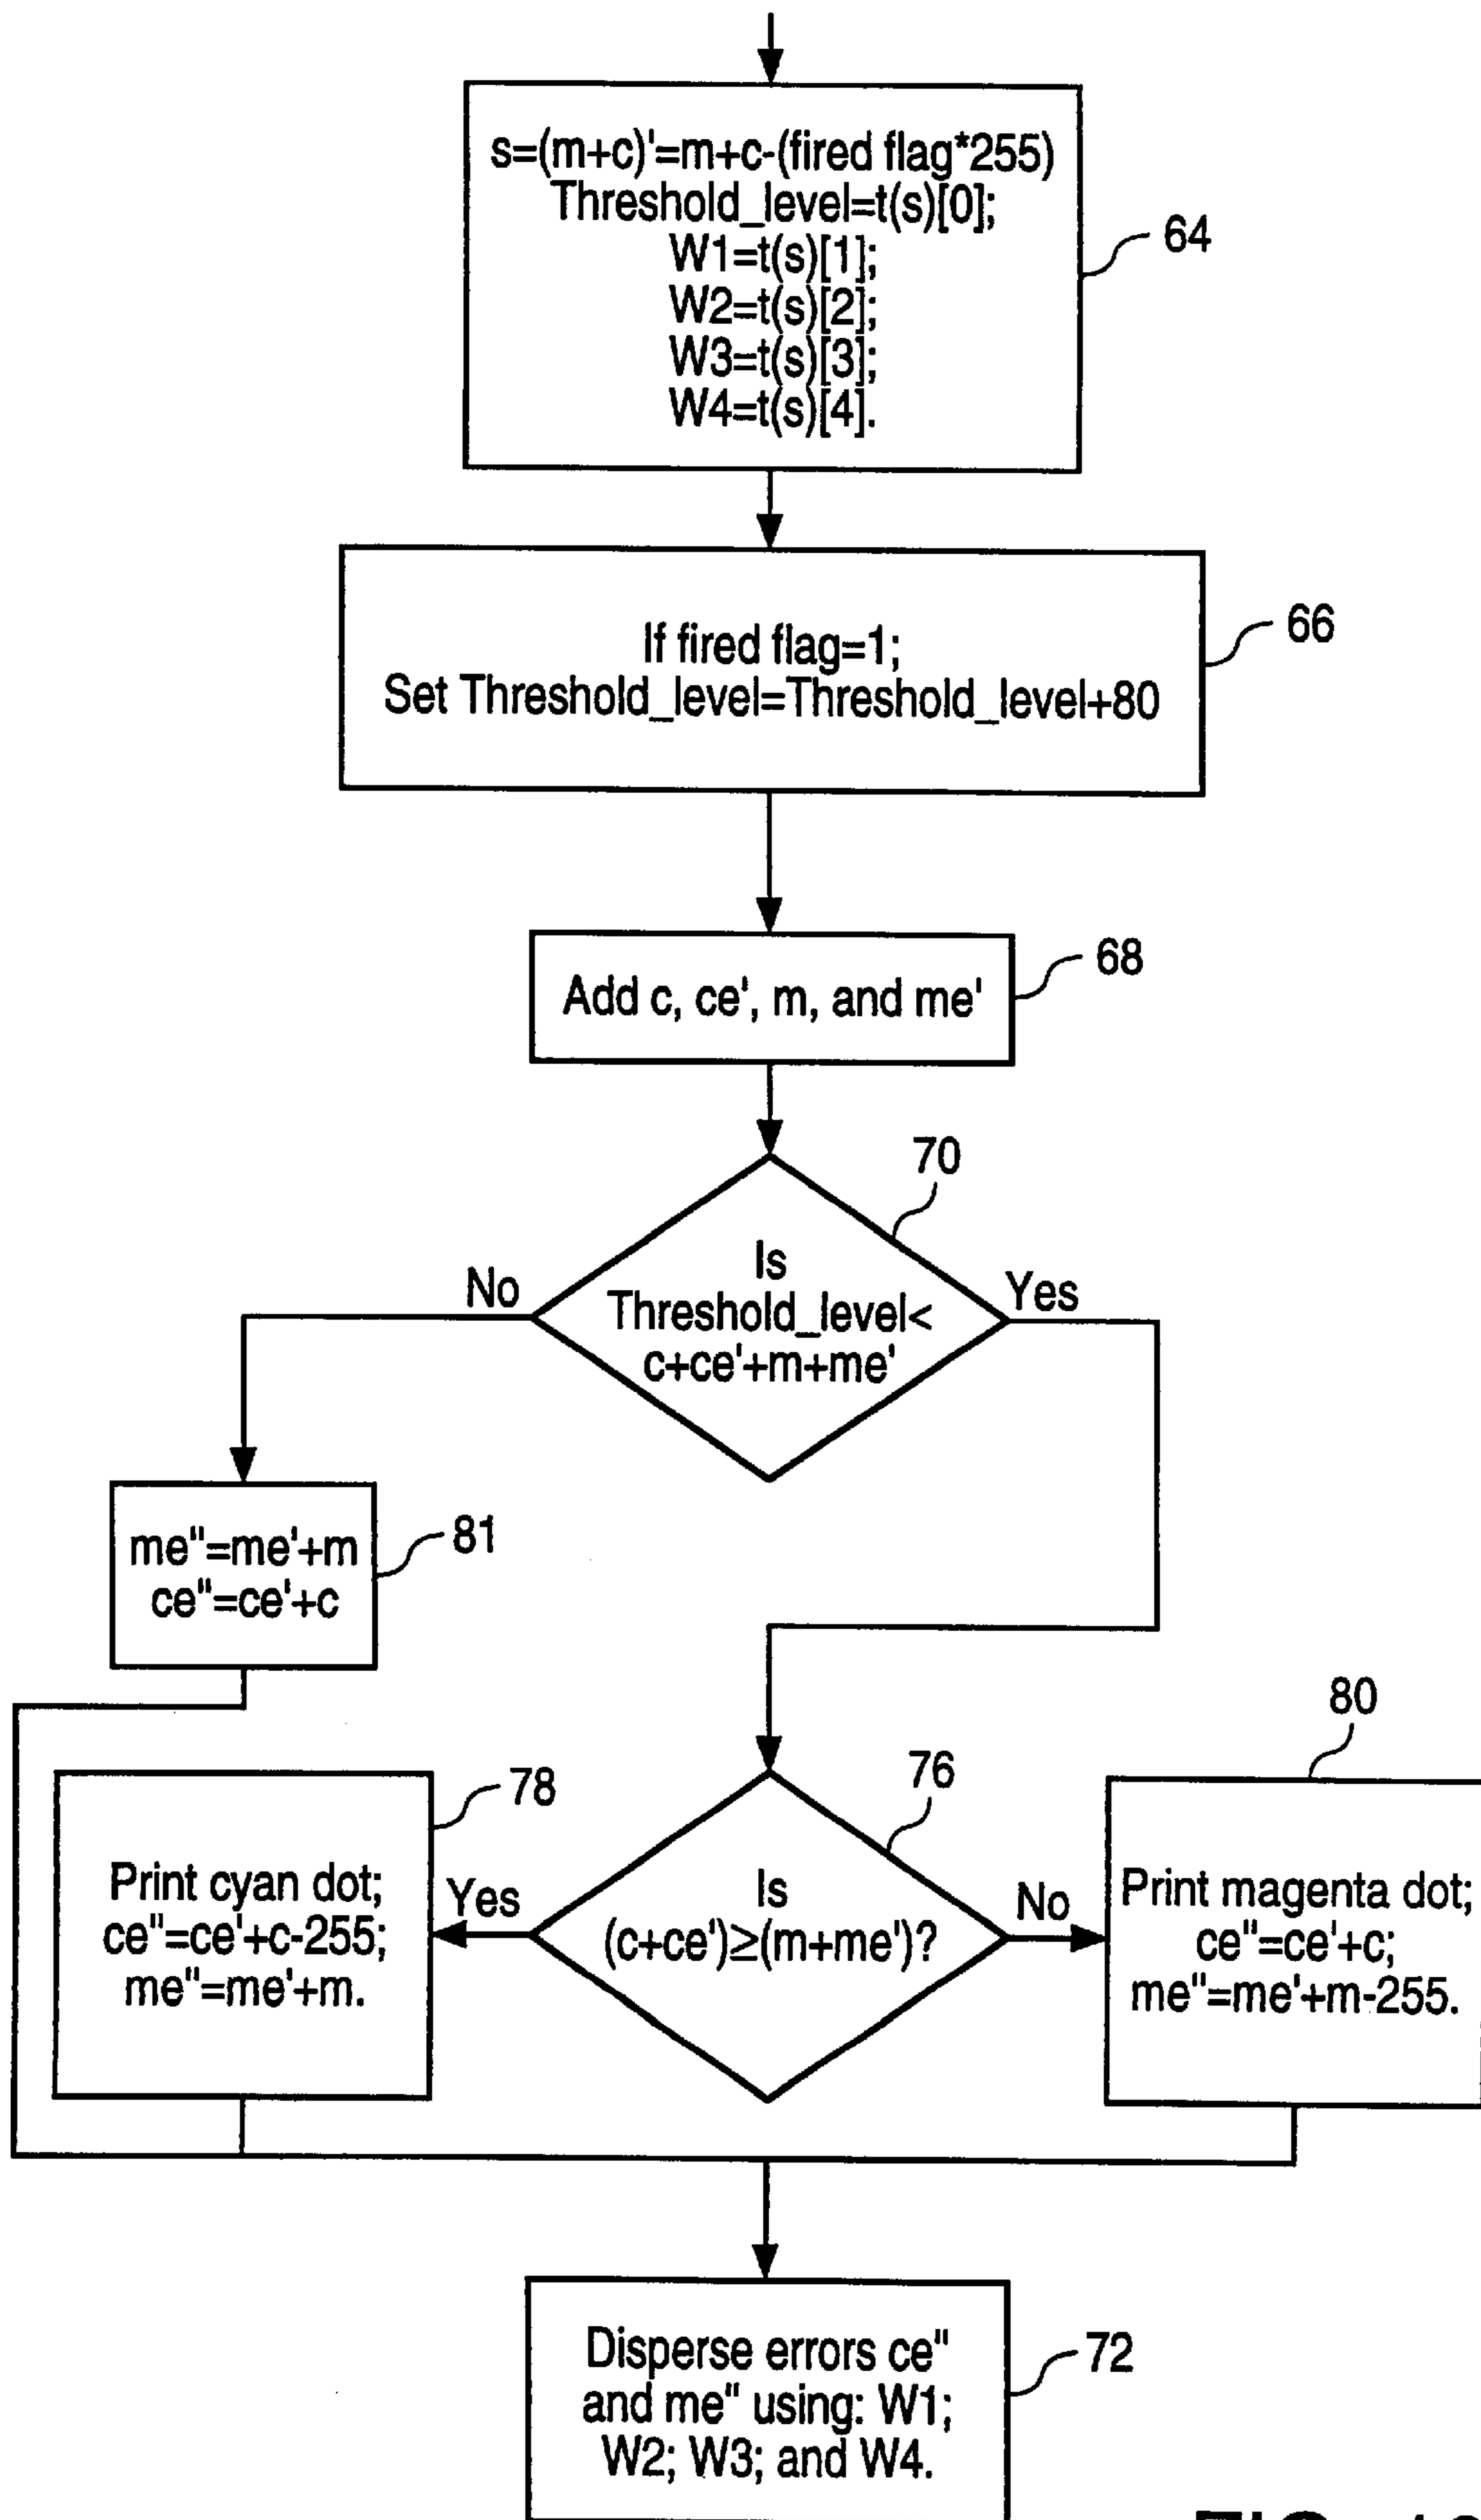 s=(m+c)'=m+c-(fired flag*255)
Threshold_level=t(s)[0];
W1=t(s)[1];
W2=t(s)[2];
W3=t(s)[3];
W4=t(s)[4].
64
If fired flag=1;
Set Threshold_level=Threshold_level+80
66
Add c, ce', m, and me'
68
70
Is
Threshold_level<
c+ce'+m+me'
No
Yes
me"=me'+m
ce"=ce'+c
81
76
Is
(c+ce')≥(m+me')?
Yes
No
78
Print cyan dot;
ce"=ce'+c-255;
me"=me'+m.
80
Print magenta dot;
ce"=ce'+c;
me"=me'+m-255.
Disperse errors ce"
and me" using: W1;
W2; W3; and W4.
72